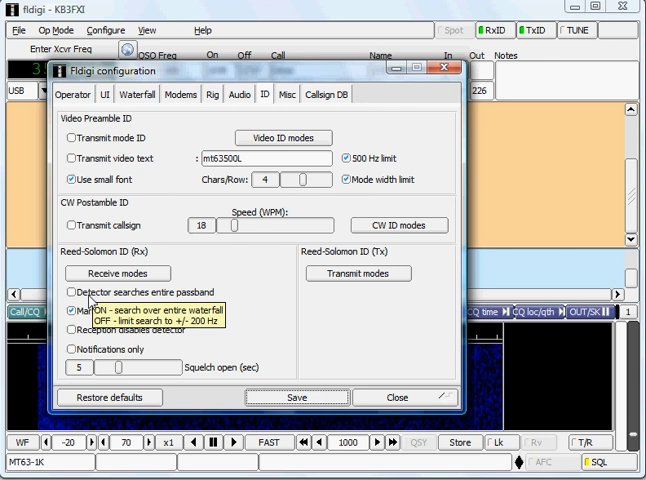 fldigi - KB3FXI
File Op Mode Configure View Help Spot RxID TxID TUNE
Enter Xcvr Freq QSO Freq On Off Call Name In Out Notes
Fldigi configuration
USB
226
Operator UI Waterfall Modems Rig Audio ID Misc Callsign DB
Video Preamble ID
Transmit mode ID Video ID modes
Transmit video text : mt63500L 500 Hz limit
Use small font Chars/Row: 4 Mode width limit
CW Postamble ID
Speed (WPM):
Transmit callsign 18 CW ID modes
Reed-Solomon ID (Rx) Reed-Solomon ID (Tx)
Receive modes Transmit modes
Detector searches entire passband
ON - search over entire waterfall
OFF - limit search to +/- 200 Hz
Call/CQ CQ time CQ loc/qth OUT/SK 1
Reception disables detector
Notifications only
5 Squelch open (sec)
Restore defaults Save Close
WF -20 70 x1 FAST 1000 QSY Store Lk Rv T/R
MT63-1K AFC SQL